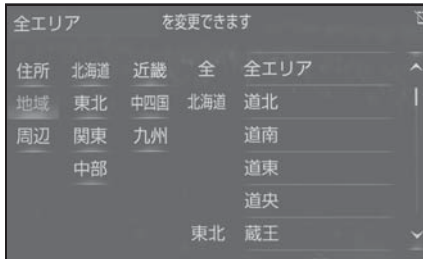 全エリア を変更できます
住所 北海道 近畿 全 全エリア
地域 東北 中四国 北海道 道北
周辺 関東 九州 道南
中部 道東
道央
東北 蔵王